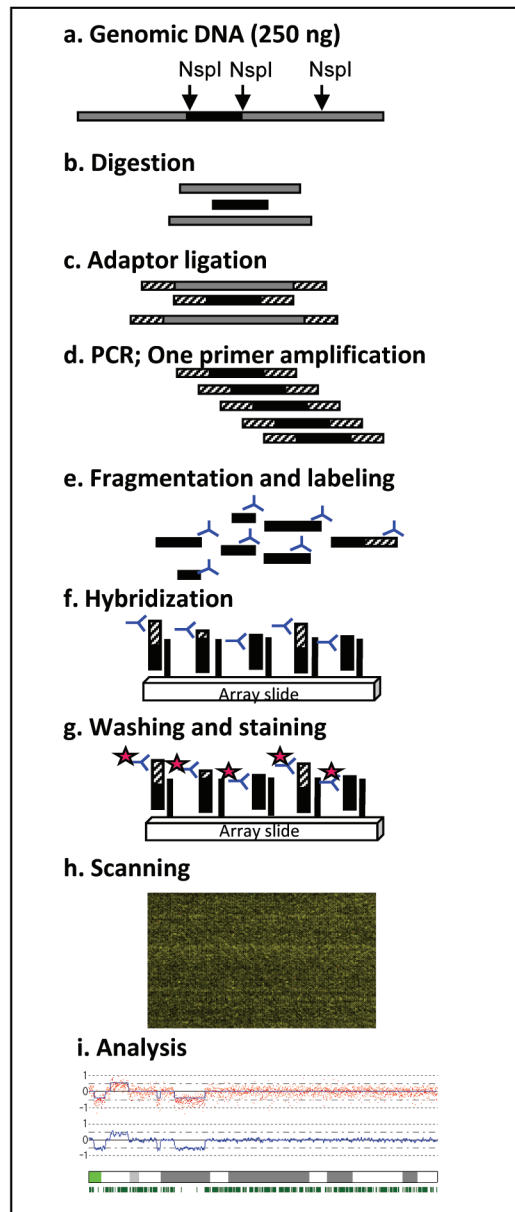 a. Genomic DNA (250 ng)
NspI NspI NspI
b. Digestion
c. Adaptor ligation
d. PCR; One primer amplification
e. Fragmentation and labeling
f. Hybridization
Array slide
g. Washing and staining
Array slide
h. Scanning
i. Analysis
1
0
-1
1
0
-1